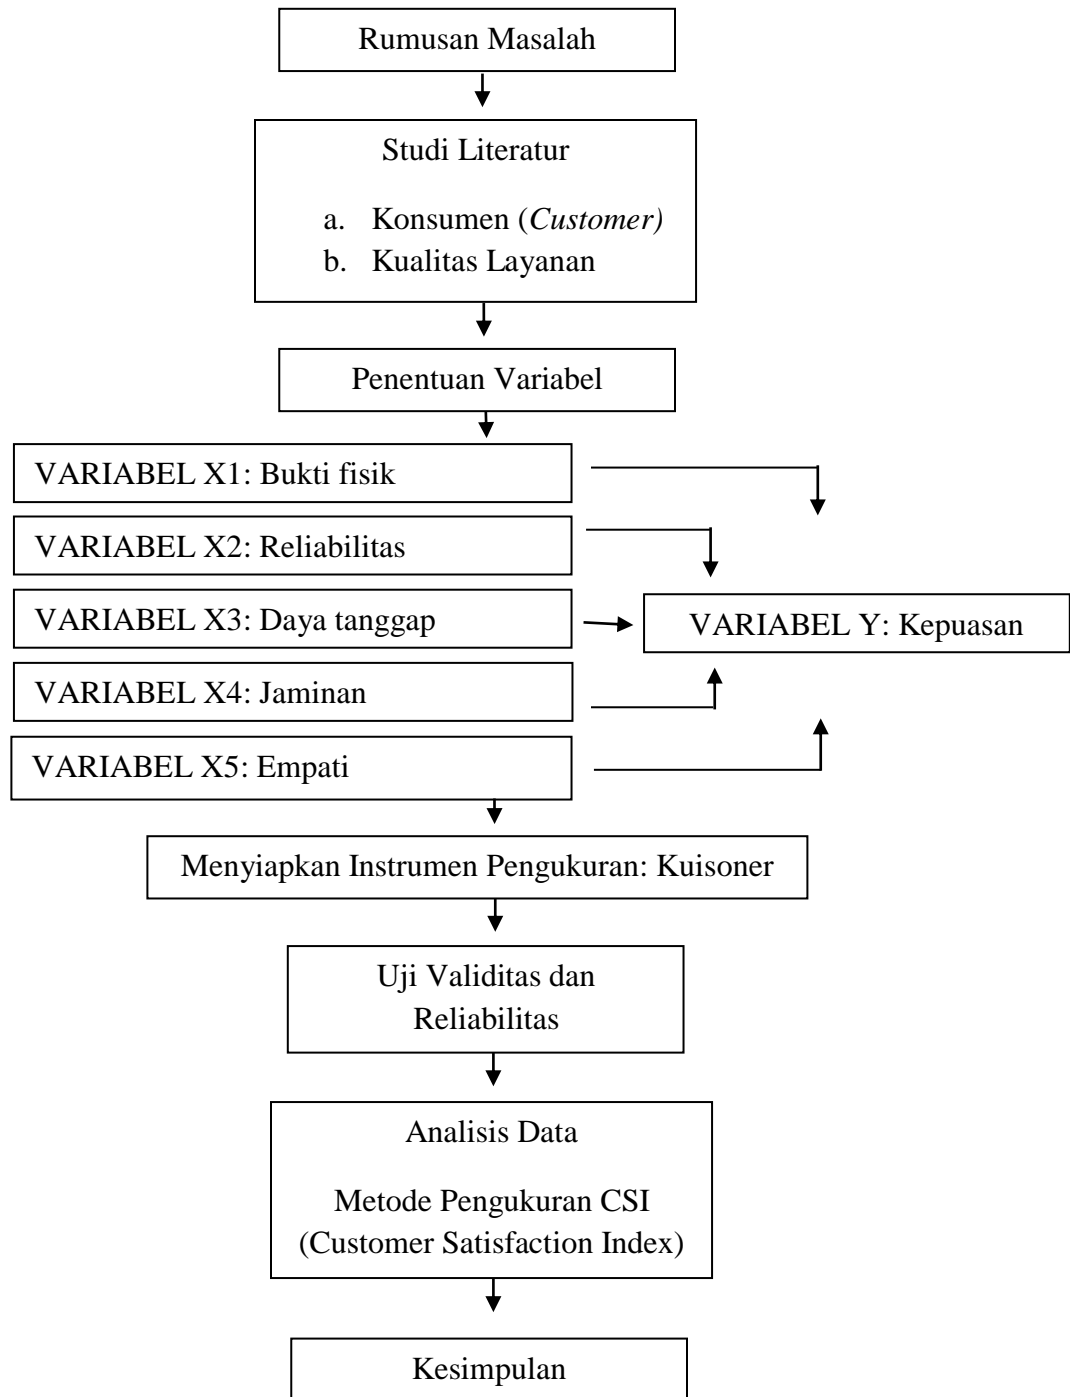 Rumusan Masalah
Studi Literatur
a. Konsumen (Customer)
b. Kualitas Layanan
Penentuan Variabel
VARIABEL X1: Bukti fisik
VARIABEL X2: Reliabilitas
VARIABEL X3: Daya tanggap
VARIABEL Y: Kepuasan
VARIABEL X4: Jaminan
VARIABEL X5: Empati
Menyiapkan Instrumen Pengukuran: Kuisoner
Uji Validitas dan
Reliabilitas
Analisis Data
Metode Pengukuran CSI
(Customer Satisfaction Index)
Kesimpulan